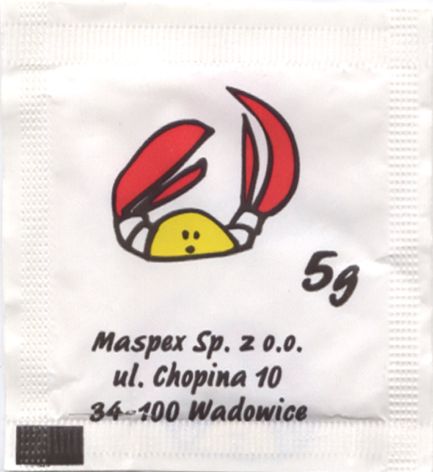 5g
Maspex Sp. z o.o.
ul. Chopina 10
34-100 Wadowice